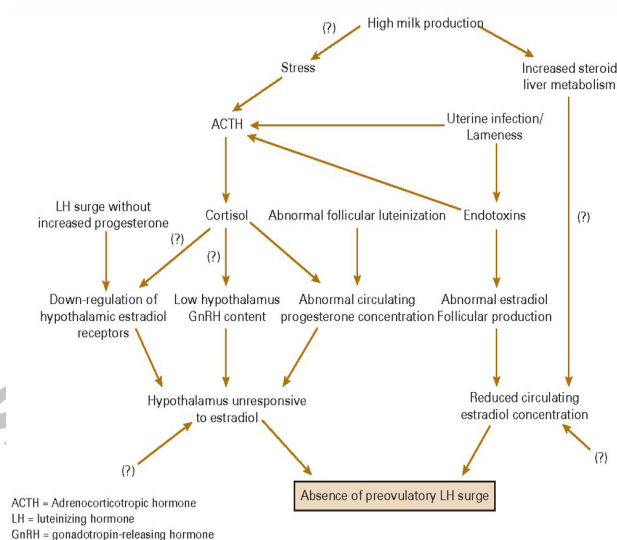 (?)
High milk production
Stress
Increased steroid
liver metabolism
ACTH
Uterine infection/
Lameness
LH surge without
increased progesterone
(?)
Cortisol
Abnormal follicular luteinization
Endotoxins
(?)
(?)
Down-regulation of
hypothalamic estradiol
receptors
Low hypothalamus
GnRH content
Abnormal circulating
progesterone concentration
Abnormal estradiol
Follicular production
Hypothalamus unresponsive
to estradiol
Reduced circulating
estradiol concentration
(?)
(?)
Absence of preovulatory LH surge
ACTH = Adrenocorticotropic hormone
LH = luteinizing hormone
GnRH = gonadotropin-releasing hormone